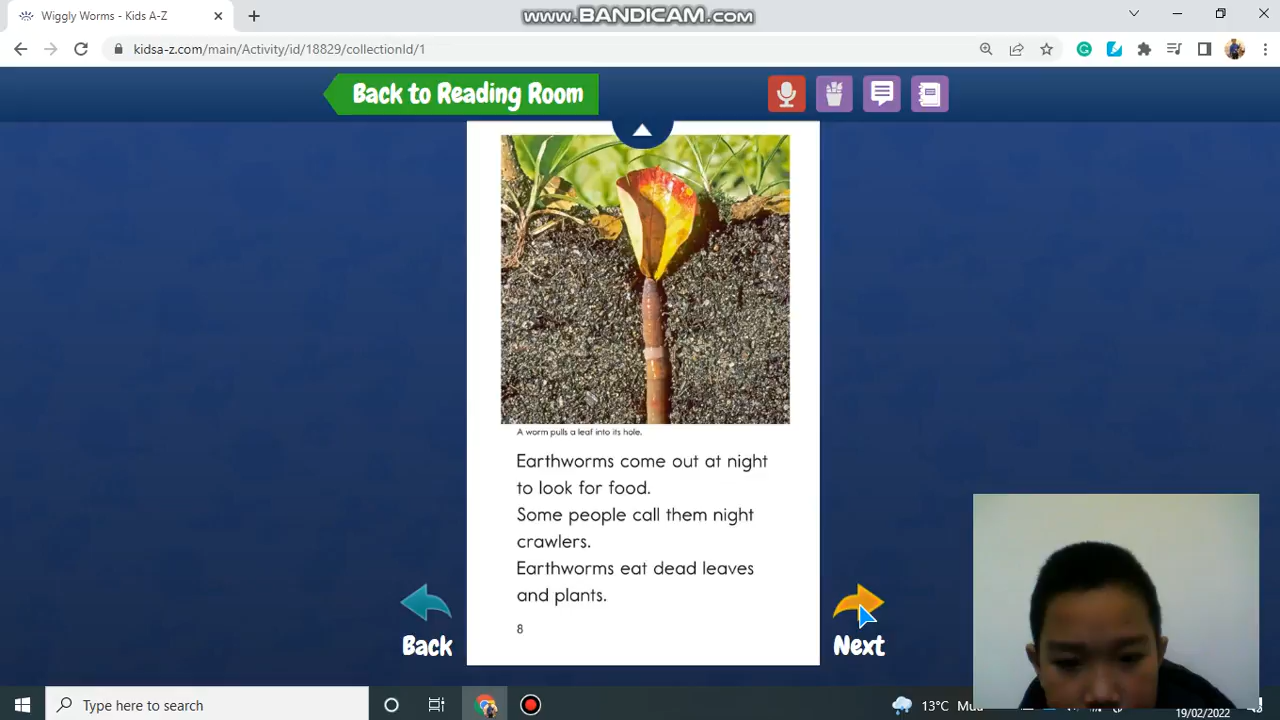 www.BANDICAM.com
Wiggly Worms - Kids A-Z
kidsa-z.com/main/Activity/id/18829/collectionId/1
Back to Reading Room
A worm pulls a leaf into its hole.
Earthworms come out at night
to look for food.
Some people call them night
crawlers.
Earthworms eat dead leaves
and plants.
8
Back
Next
Type here to search
13°C
19/02/2022